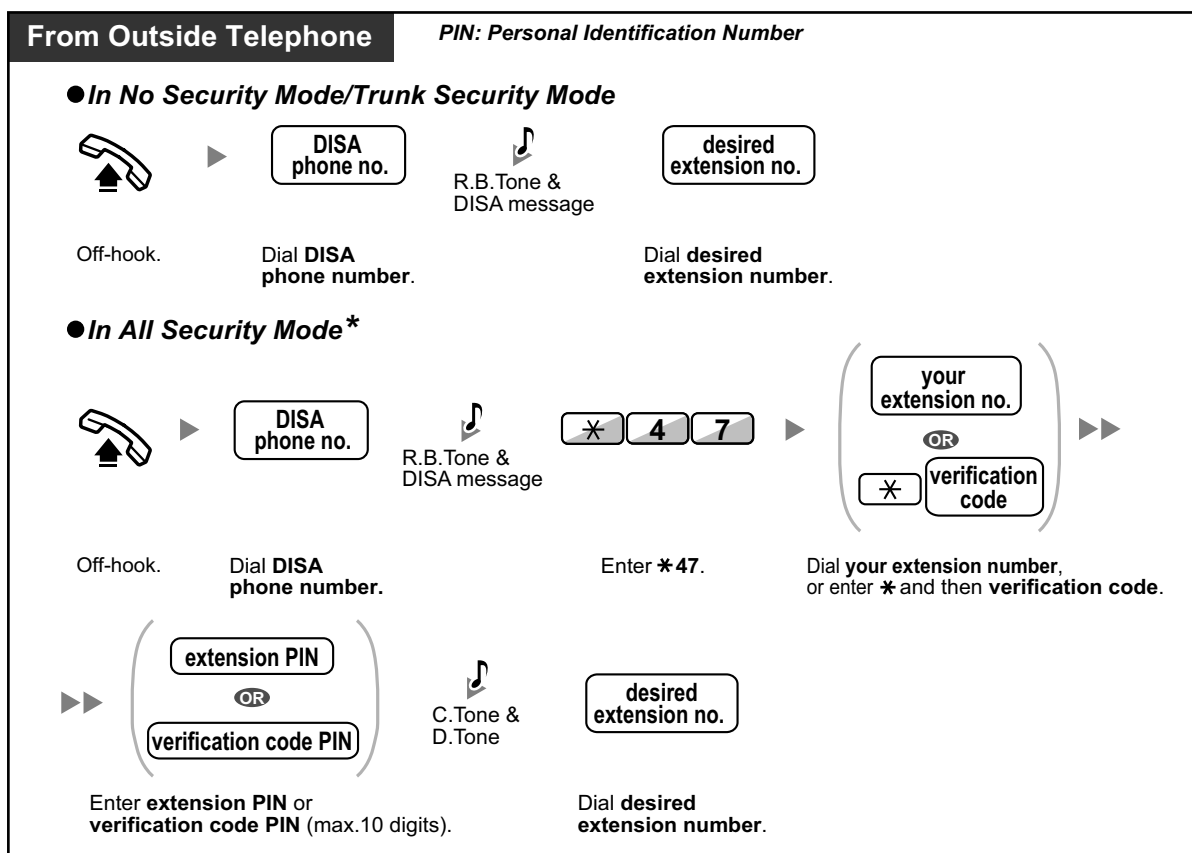 From Outside Telephone
PIN: Personal Identification Number
●In No Security Mode/Trunk Security Mode
DISA
phone no.
R.B.Tone &
DISA message
desired
extension no.
Off-hook.
Dial DISA
phone number.
Dial desired
extension number.
●In All Security Mode*
DISA
phone no.
R.B.Tone &
DISA message
* 4 7
your
extension no.
OR
* verification
code
Off-hook.
Dial DISA
phone number.
Enter *47.
Dial your extension number,
or enter * and then verification code.
extension PIN
OR
verification code PIN
C.Tone &
D.Tone
desired
extension no.
Enter extension PIN or
verification code PIN (max.10 digits).
Dial desired
extension number.